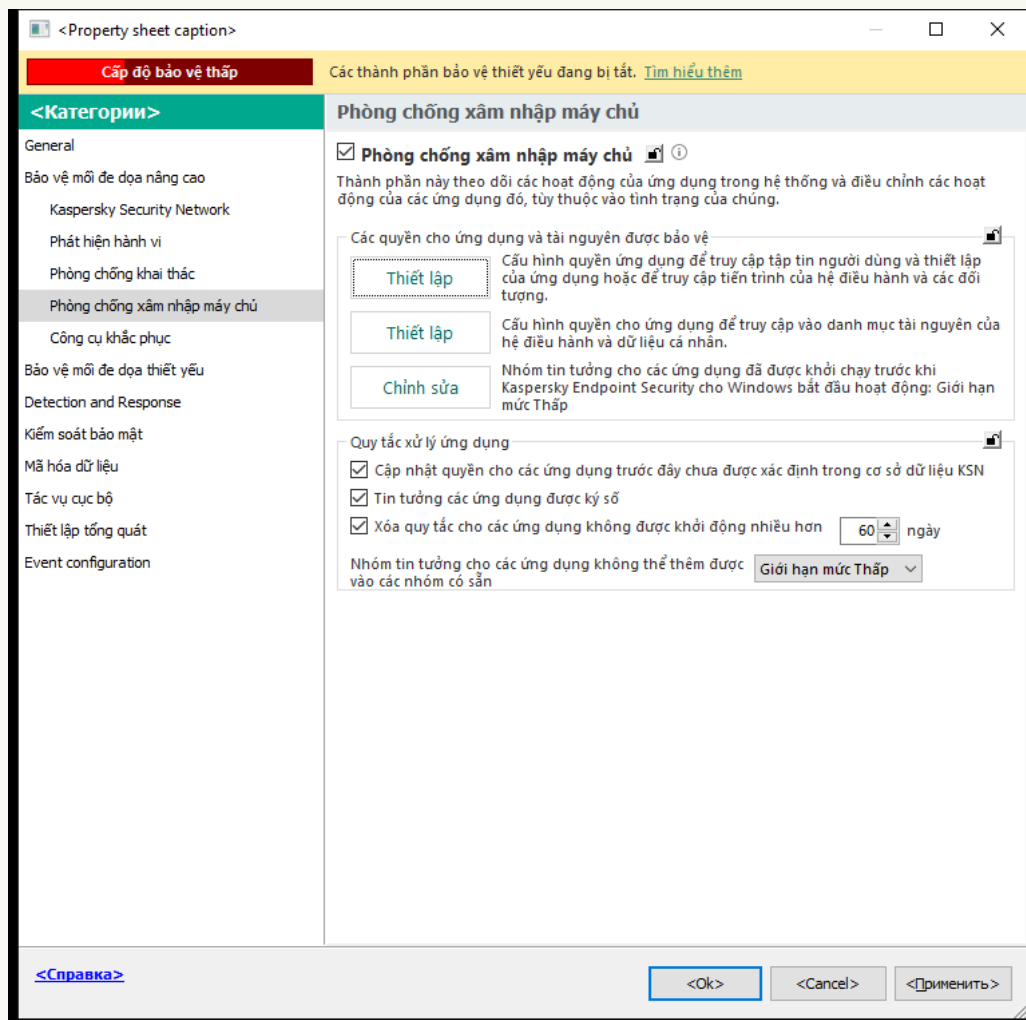 <Property sheet caption>
Cấp độ bảo vệ thấp
Các thành phần bảo vệ thiết yếu đang bị tắt. Tìm hiểu thêm
<Категории>
General
Bảo vệ mối đe dọa nâng cao
Kaspersky Security Network
Phát hiện hành vi
Phòng chống khai thác
Phòng chống xâm nhập máy chủ
Công cụ khắc phục
Bảo vệ mối đe dọa thiết yếu
Detection and Response
Kiểm soát bảo mật
Mã hóa dữ liệu
Tác vụ cục bộ
Thiết lập tổng quát
Event configuration
Phòng chống xâm nhập máy chủ
Phòng chống xâm nhập máy chủ
Thành phần này theo dõi các hoạt động của ứng dụng trong hệ thống và điều chỉnh các hoạt
động của các ứng dụng đó, tùy thuộc vào tình trạng của chúng.
Các quyền cho ứng dụng và tài nguyên được bảo vệ
Thiết lập
Cấu hình quyền ứng dụng để truy cập tập tin người dùng và thiết lập
của ứng dụng hoặc để truy cập tiến trình của hệ điều hành và các đối
tượng.
Thiết lập
Cấu hình quyền cho ứng dụng để truy cập vào danh mục tài nguyên của
hệ điều hành và dữ liệu cá nhân.
Chỉnh sửa
Nhóm tin tưởng cho các ứng dụng đã được khởi chạy trước khi
Kaspersky Endpoint Security cho Windows bắt đầu hoạt động: Giới hạn
mức Thấp
Quy tắc xử lý ứng dụng
Cập nhật quyền cho các ứng dụng trước đây chưa được xác định trong cơ sở dữ liệu KSN
Tin tưởng các ứng dụng được ký số
Xóa quy tắc cho các ứng dụng không được khởi động nhiều hơn 60 ngày
Nhóm tin tưởng cho các ứng dụng không thể thêm được
vào các nhóm có sẵn
Giới hạn mức Thấp
<Справка>
<Ok>
<Cancel>
<Применить>